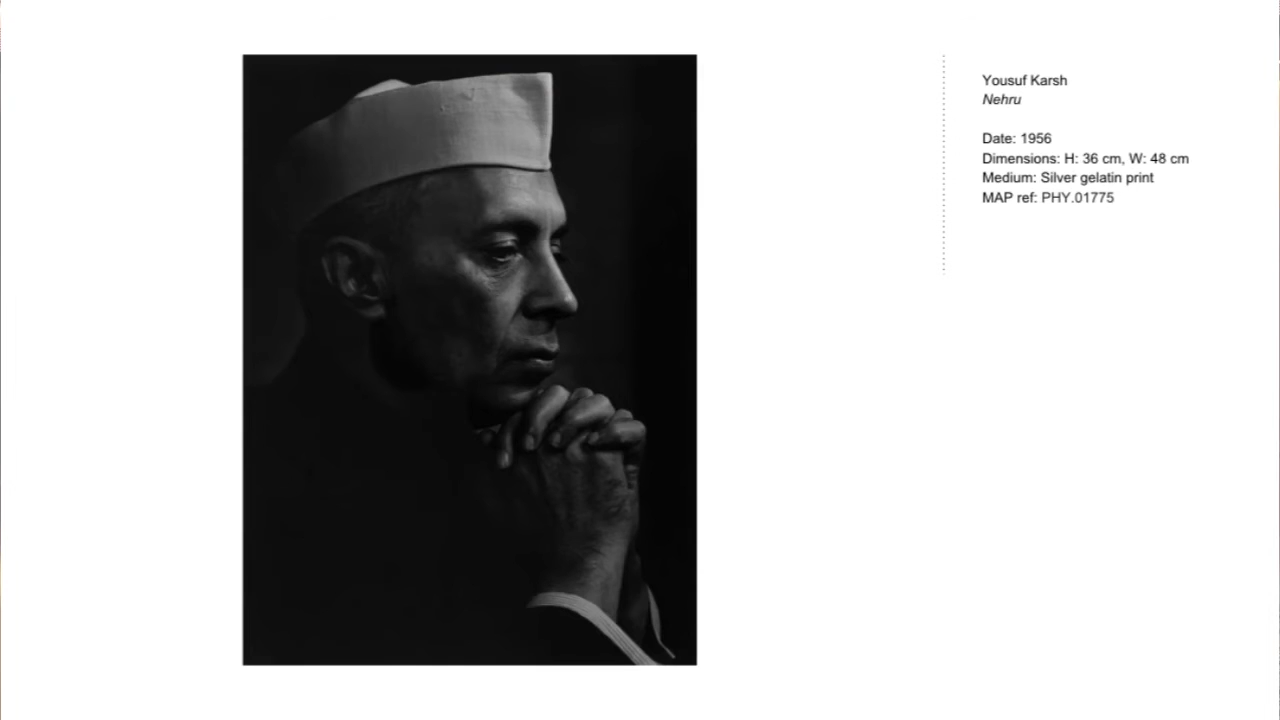 Yousuf Karsh
Nehru
Date: 1956
Dimensions: H: 36 cm, W: 48 cm
Medium: Silver gelatin print
MAP ref: PHY.01775